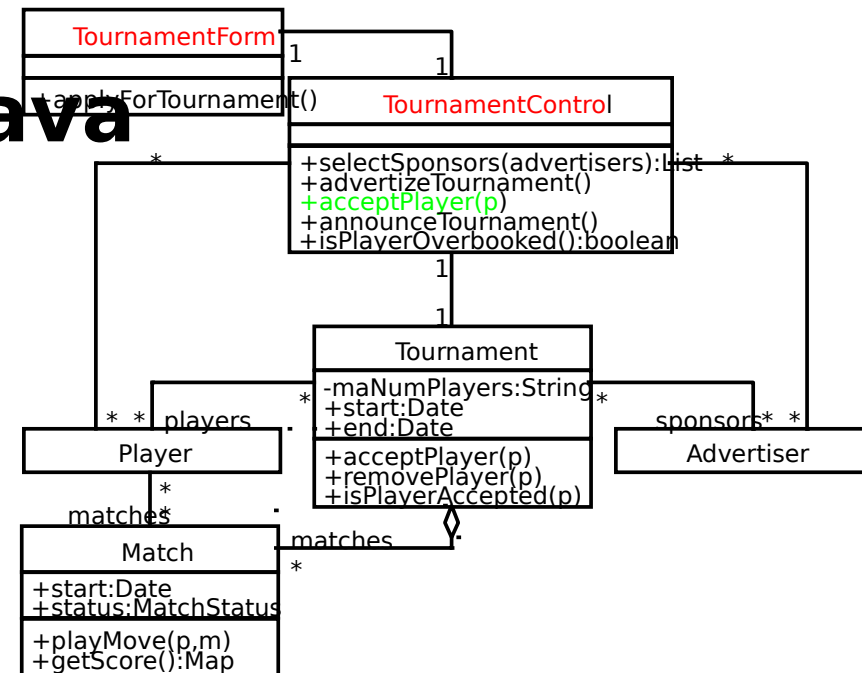 TournamentForm
1
1
+applyForTournament()
ava
TournamentControl
*
+selectSponsors(advertisers):List
*
+advertizeTournament()
+acceptPlayer(p)
+announceTournament()
+isPlayerOverbooked():boolean
1
1
Tournament
-maNumPlayers:String
*
*
+start:Date
* * players
sponsors* *
+end:Date
Player
Advertiser
+acceptPlayer(p)
+removePlayer(p)
+isPlayerAccepted(p)
*
matches*
Match
matches
*
+start:Date
+status:MatchStatus
+playMove(p,m)
+getScore():Map